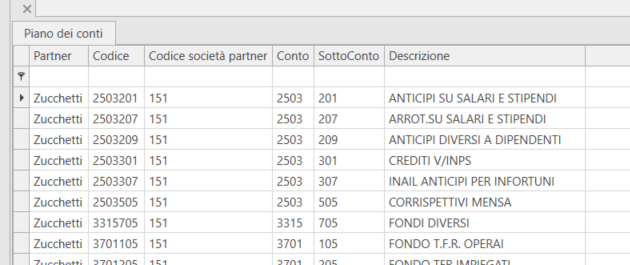 Piano dei conti
Partner Codice Codice società partner Conto SottoConto Descrizione
Zucchetti 2503201 151 2503 201 ANTICIPI SU SALARI E STIPENDI
Zucchetti 2503207 151 2503 207 ARROT.SU SALARI E STIPENDI
Zucchetti 2503209 151 2503 209 ANTICIPI DIVERSI A DIPENDENTI
Zucchetti 2503301 151 2503 301 CREDITI V/INPS
Zucchetti 2503307 151 2503 307 INAIL ANTICIPI PER INFORTUNI
Zucchetti 2503505 151 2503 505 CORRISPETTIVI MENSA
Zucchetti 3315705 151 3315 705 FONDI DIVERSI
Zucchetti 3701105 151 3701 105 FONDO T.F.R. OPERAI
Zucchetti 3701205 151 3701 205 FONDO TFR IMPIEGATI